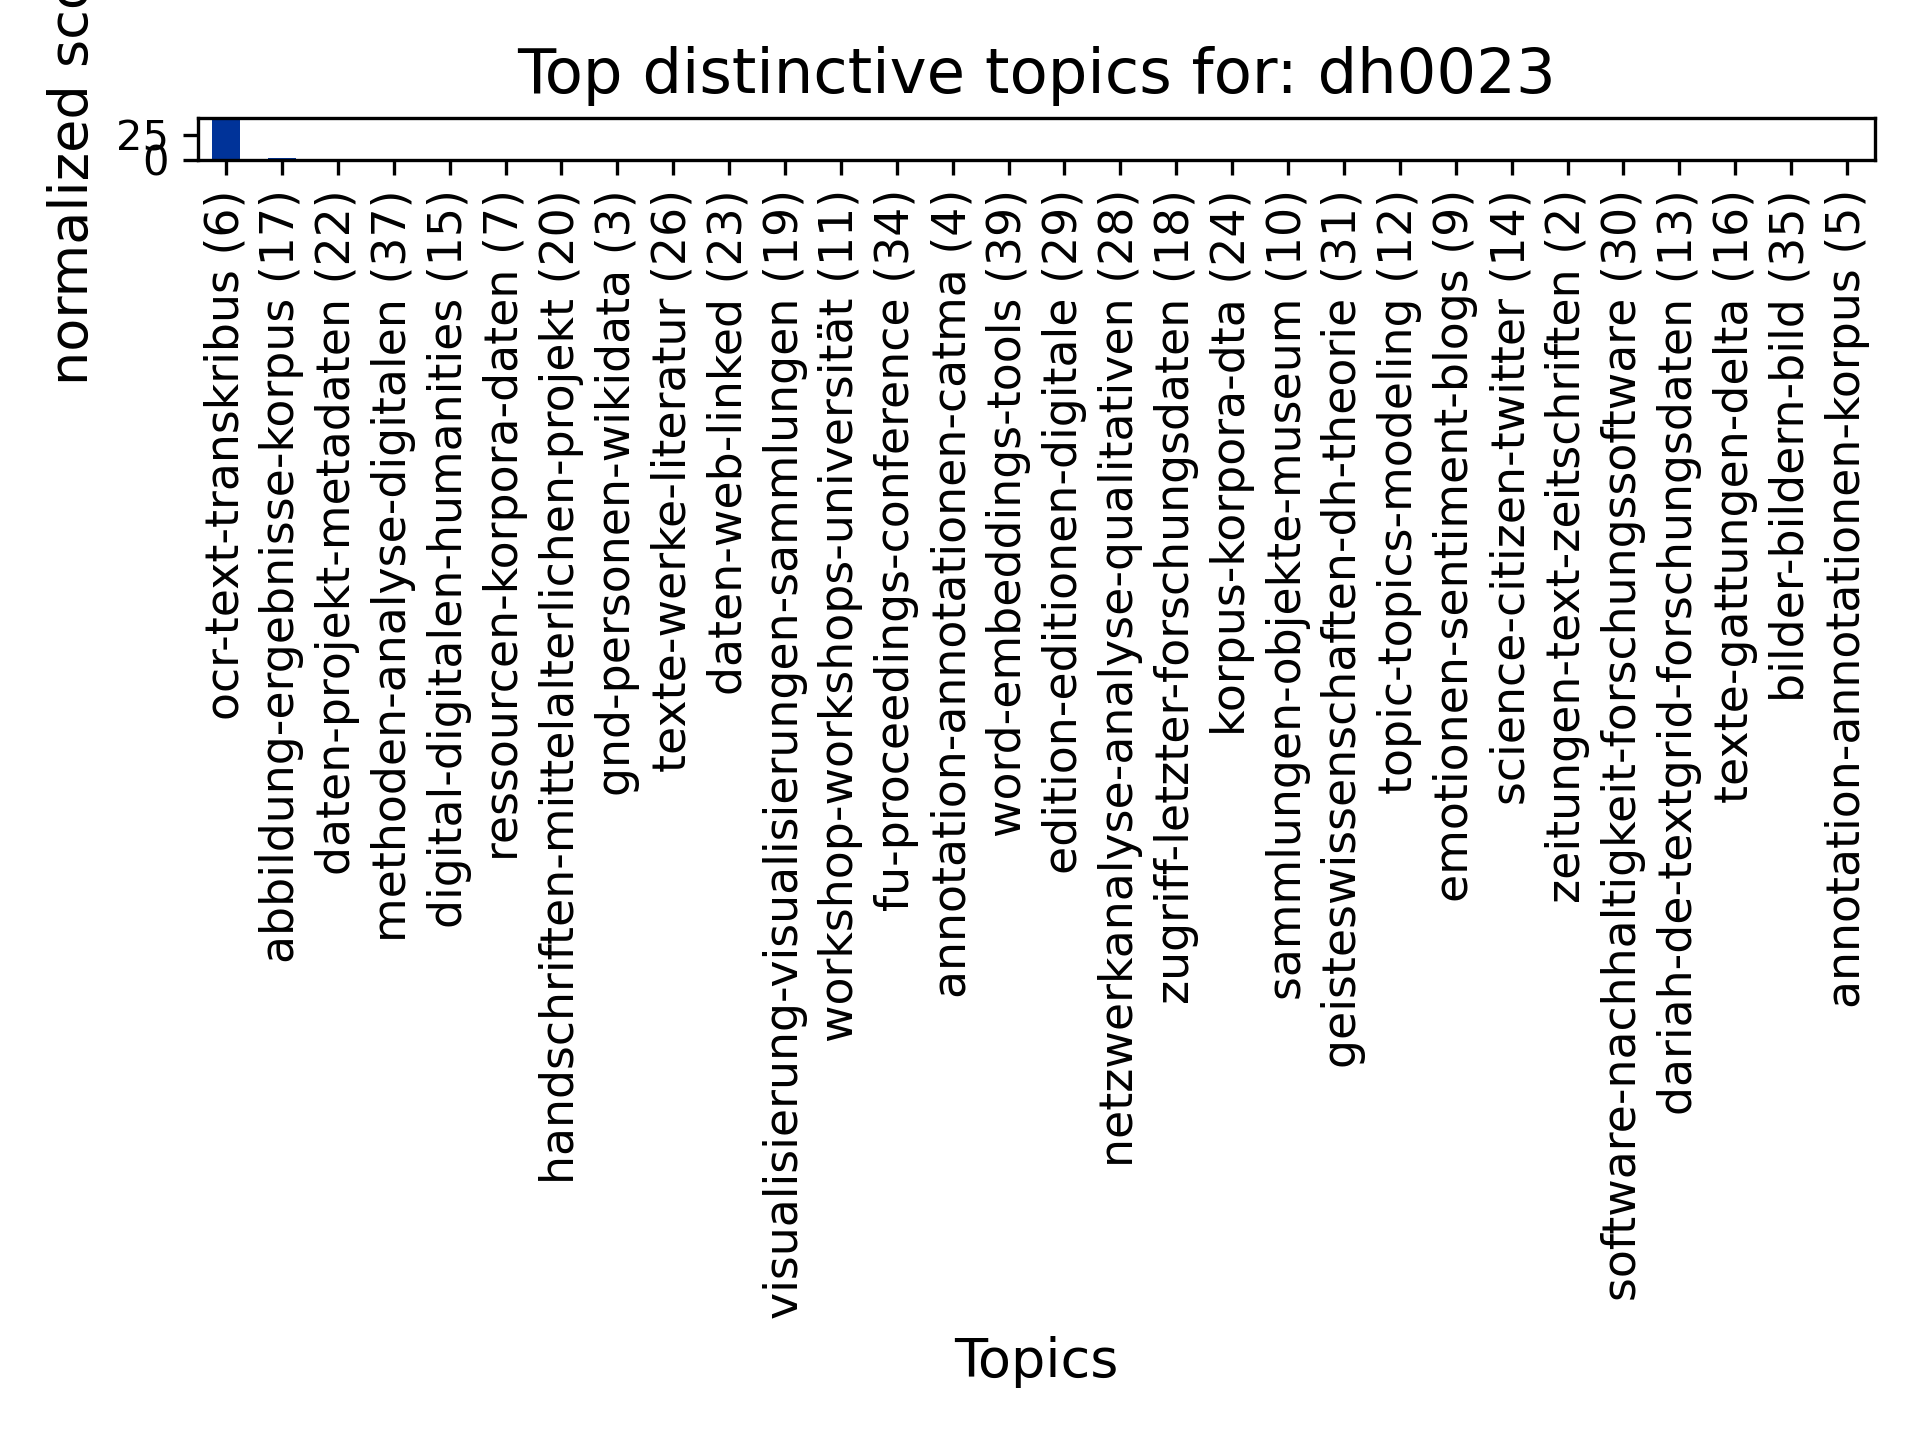 Top distinctive topics for: dh0023
normalized sco
25
0
ocr-text-transkribus (6)
abbildung-ergebnisse-korpus (17)
daten-projekt-metadaten (22)
methoden-analyse-digitalen (37)
digital-digitalen-humanities (15)
ressourcen-korpora-daten (7)
handschriften-mittelalterlichen-projekt (20)
gnd-personen-wikidata (3)
texte-werke-literatur (26)
daten-web-linked (23)
visualisierung-visualisierungen-sammlungen (19)
workshop-workshops-universität (11)
fu-proceedings-conference (34)
annotation-annotationen-catma (4)
word-embeddings-tools (39)
edition-editionen-digitale (29)
netzwerkanalyse-analyse-qualitativen (28)
zugriff-letzter-forschungsdaten (18)
korpus-korpora-dta (24)
sammlungen-objekte-museum (10)
geisteswissenschaften-dh-theorie (31)
topic-topics-modeling (12)
emotionen-sentiment-blogs (9)
science-citizen-twitter (14)
zeitungen-text-zeitschriften (2)
software-nachhaltigkeit-forschungssoftware (30)
dariah-de-textgrid-forschungsdaten (13)
texte-gattungen-delta (16)
bilder-bildern-bild (35)
annotation-annotationen-korpus (5)
Topics